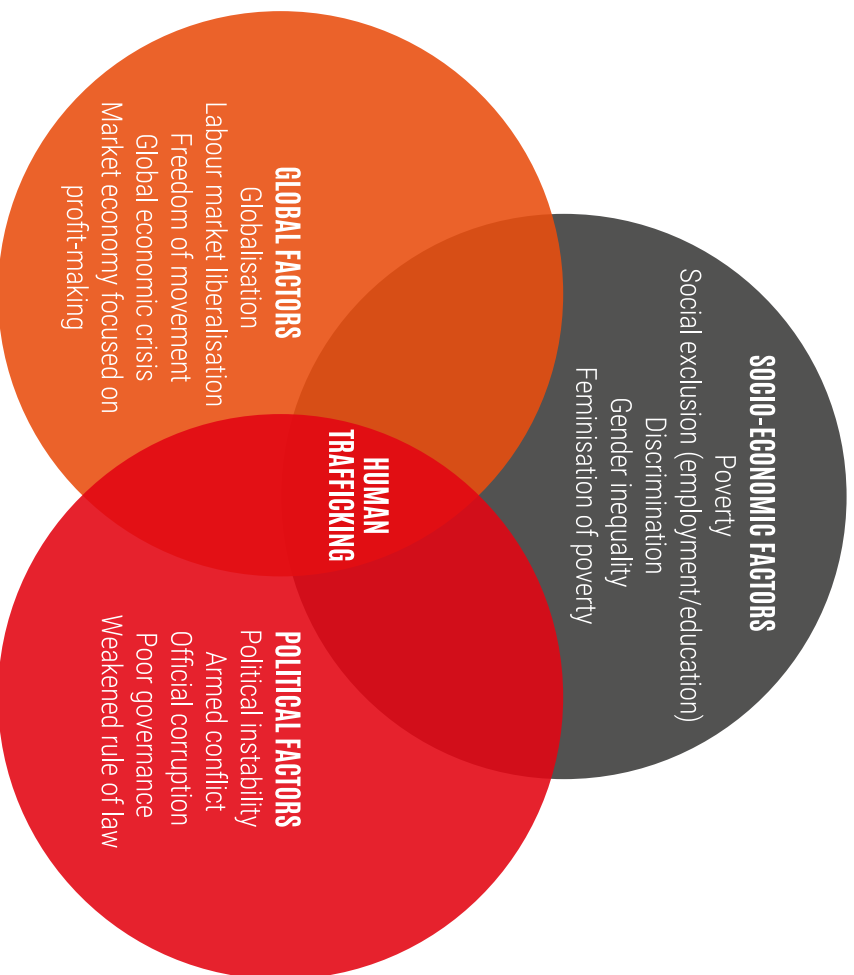 SOCIO-ECONOMIC FACTORS
Poverty
Social exclusion (employment/education)
Discrimination
Gender inequality
Feminisation of poverty
HUMAN
TRAFFICKING
GLOBAL FACTORS
Globalisation
Labour market liberalisation
Freedom of movement
Global economic crisis
Market economy focused on
profit-making
POLITICAL FACTORS
Political instability
Armed conflict
Official corruption
Poor governance
Weakened rule of law